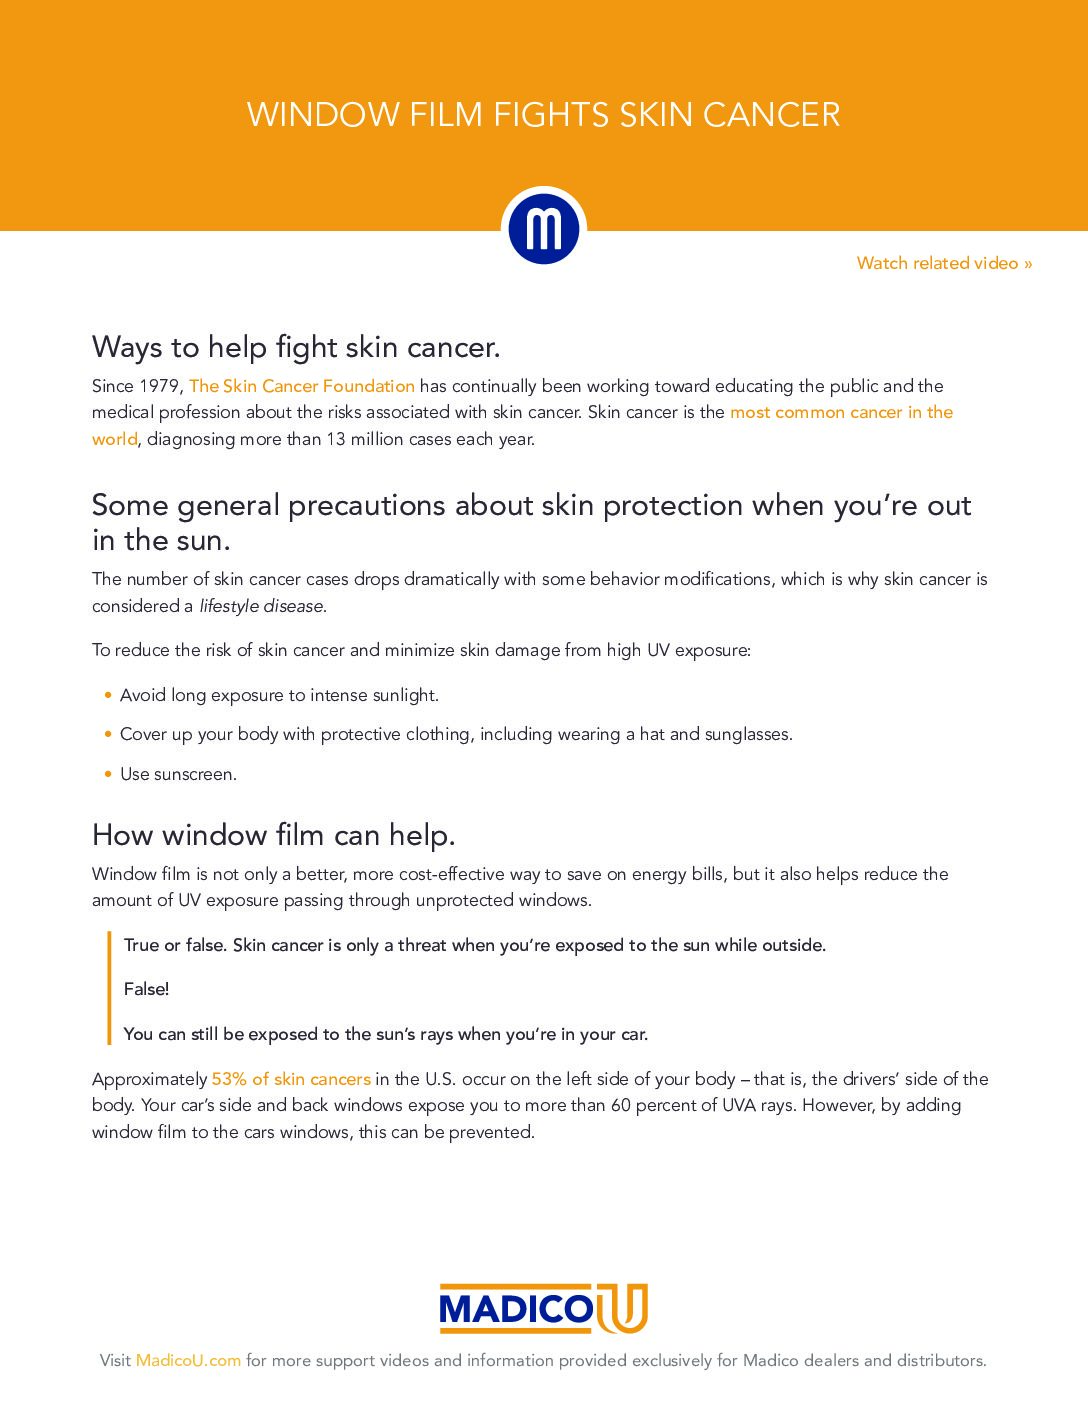 WINDOW FILM FIGHTS SKIN CANCER
m
Watch related video »
Ways to help fight skin cancer.
Since 1979, The Skin Cancer Foundation has continually been working toward educating the public and the
medical profession about the risks associated with skin cancer. Skin cancer is the most common cancer in the
world, diagnosing more than 13 million cases each year.
Some general precautions about skin protection when you’re out
in the sun.
The number of skin cancer cases drops dramatically with some behavior modifications, which is why skin cancer is
considered a lifestyle disease.
To reduce the risk of skin cancer and minimize skin damage from high UV exposure:
• Avoid long exposure to intense sunlight.
• Cover up your body with protective clothing, including wearing a hat and sunglasses.
• Use sunscreen.
How window film can help.
Window film is not only a better, more cost-effective way to save on energy bills, but it also helps reduce the
amount of UV exposure passing through unprotected windows.
True or false. Skin cancer is only a threat when you’re exposed to the sun while outside.
False!
You can still be exposed to the sun’s rays when you’re in your car.
Approximately 53% of skin cancers in the U.S. occur on the left side of your body – that is, the drivers’ side of the
body. Your car’s side and back windows expose you to more than 60 percent of UVA rays. However, by adding
window film to the cars windows, this can be prevented.
MADICO U
Visit MadicoU.com for more support videos and information provided exclusively for Madico dealers and distributors.